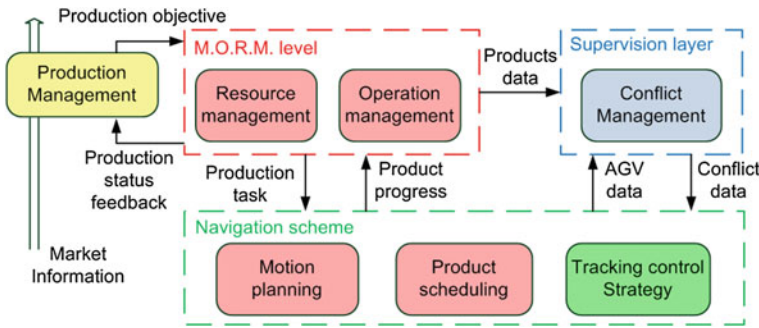 Production objective
M.O.R.M. level
Supervision layer
Production
Management
Resource
management
Operation
management
Products
data
Conflict
Management
Production
status
feedback
Production
task
Product
progress
AGV
data
Conflict
data
Market
Information
Navigation scheme
Motion
planning
Product
scheduling
Tracking control
Strategy